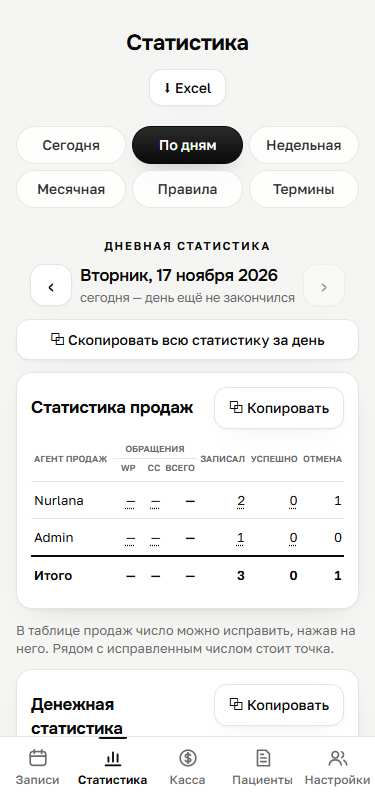 Статистика
⭳ Excel
Сегодня
По дням
Недельная
Месячная
Правила
Термины
ДНЕВНАЯ СТАТИСТИКА
‹
Вторник, 17 ноября 2026
сегодня — день ещё не закончился
›
Скопировать всю статистику за день
Статистика продаж
Копировать
АГЕНТ ПРОДАЖ ОБРАЩЕНИЯ ЗАПИСАЛ УСПЕШНО ОТМЕНА
WP CC ВСЕГО
Nurlana — — — 2 0 1
Admin — — — 1 0 0
Итого — — — 3 0 1
В таблице продаж число можно исправить, нажав на
него. Рядом с исправленным числом стоит точка.
Денежная
статистика
Копировать
Записи
Статистика
Касса
Пациенты
Настройки